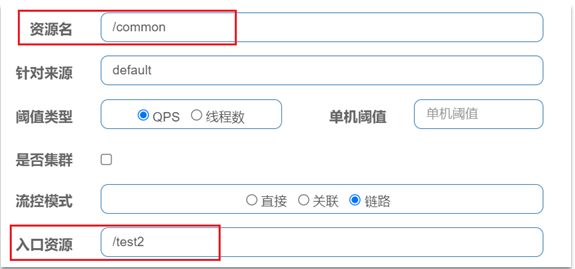 资源名 /common
针对来源 default
阈值类型 QPS 线程数 单机阈值 单机阈值
是否集群
流控模式 直接 关联 链路
入口资源 /test2